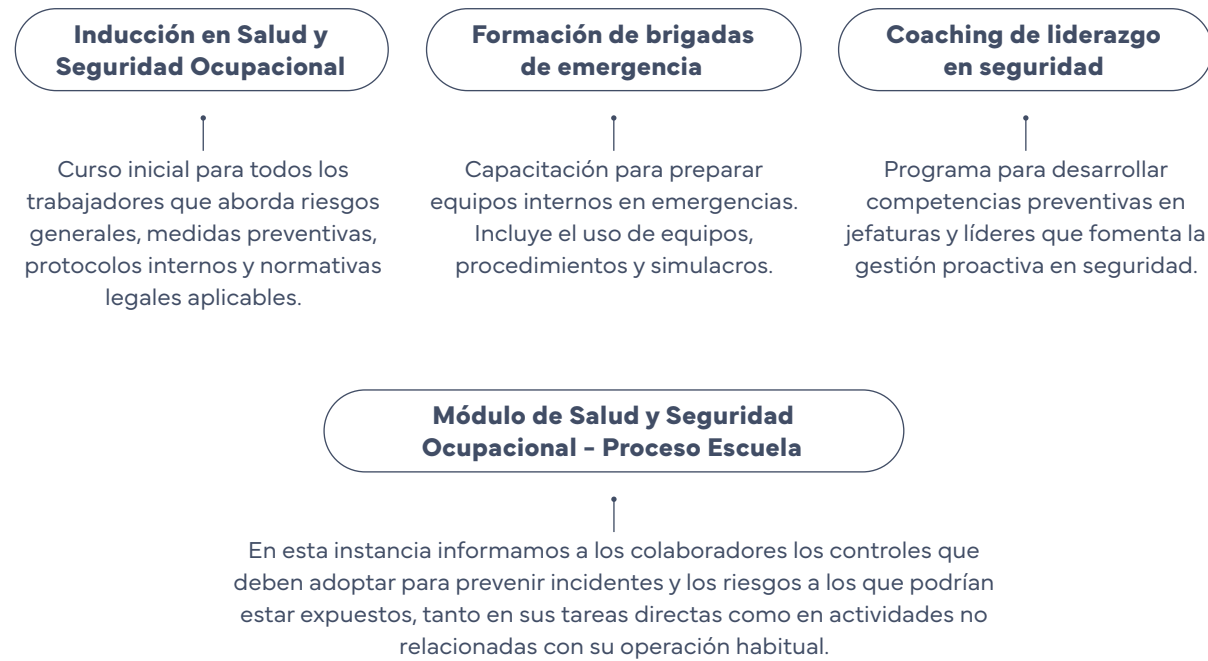 Inducción en Salud y
Seguridad Ocupacional
Curso inicial para todos los
trabajadores que aborda riesgos
generales, medidas preventivas,
protocolos internos y normativas
legales aplicables.
Formación de brigadas
de emergencia
Capacitación para preparar
equipos internos en emergencias.
Incluye el uso de equipos,
procedimientos y simulacros.
Coaching de liderazgo
en seguridad
Programa para desarrollar
competencias preventivas en
jefaturas y líderes que fomenta la
gestión proactiva en seguridad.
Módulo de Salud y Seguridad
Ocupacional - Proceso Escuela
En esta instancia informamos a los colaboradores los controles que
deben adoptar para prevenir incidentes y los riesgos a los que podrían
estar expuestos, tanto en sus tareas directas como en actividades no
relacionadas con su operación habitual.